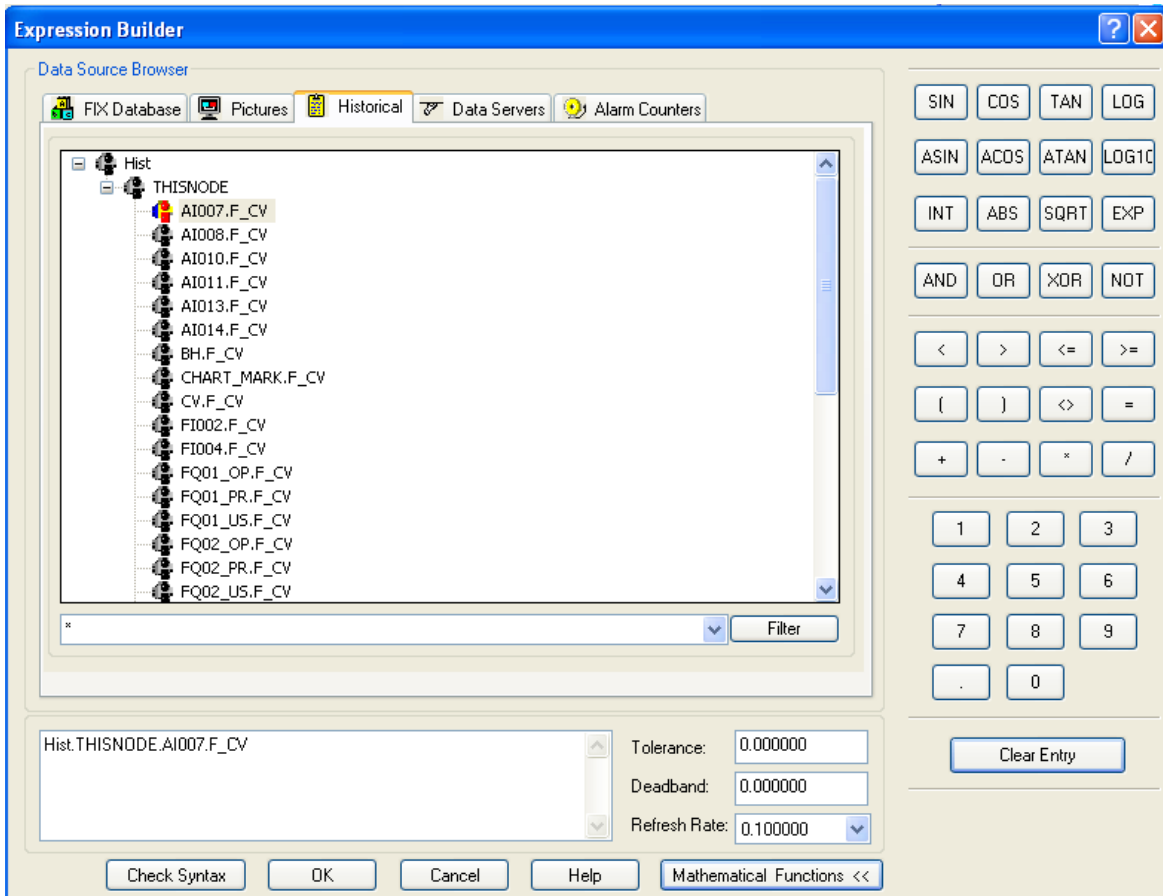 Expression Builder
Data Source Browser
FIX Database Pictures Historical Data Servers Alarm Counters
Hist
THISNODE
AI007.F_CV
AI008.F_CV
AI010.F_CV
AI011.F_CV
AI013.F_CV
AI014.F_CV
BH.F_CV
CHART_MARK.F_CV
CV.F_CV
FI002.F_CV
FI004.F_CV
FQ01_OP.F_CV
FQ01_PR.F_CV
FQ01_US.F_CV
FQ02_OP.F_CV
FQ02_PR.F_CV
FQ02_US.F_CV
* Filter
Hist.THISNODE.AI007.F_CV
Tolerance: 0.000000
Deadband: 0.000000
Refresh Rate: 0.100000
Check Syntax OK Cancel Help Mathematical Functions <<
SIN COS TAN LOG
ASIN ACOS ATAN LOG10
INT ABS SQRT EXP
AND OR XOR NOT
< > <= >=
( ) <> =
+ - * /
1 2 3
4 5 6
7 8 9
. 0
Clear Entry